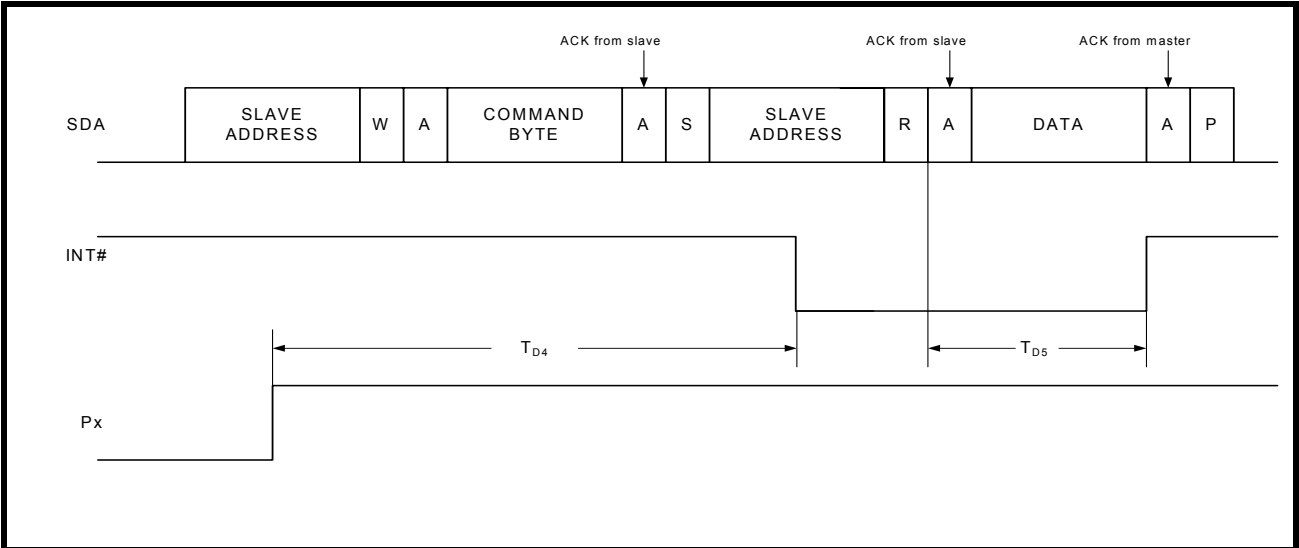 ACK from slave
ACK from slave
ACK from master
SDA
SLAVE
ADDRESS
W
A
COMMAND
BYTE
A
S
SLAVE
ADDRESS
R
A
DATA
A
P
INT#
TD4
TD5
Px